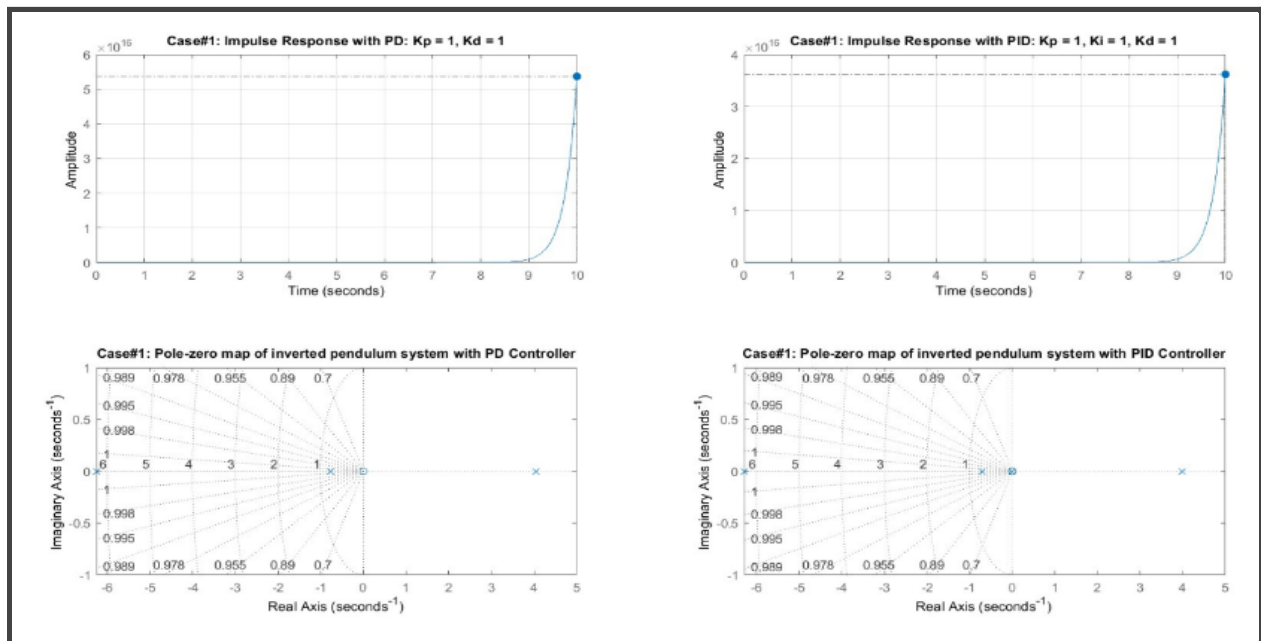 Case#1: Impulse Response with PD: Kp = 1, Kd = 1
×10^16
6
5
4
3
2
1
0
Amplitude
0 1 2 3 4 5 6 7 8 9 10
Time (seconds)
Case#1: Impulse Response with PID: Kp = 1, Ki = 1, Kd = 1
×10^16
4
3
2
1
0
Amplitude
0 1 2 3 4 5 6 7 8 9 10
Time (seconds)
Case#1: Pole-zero map of inverted pendulum system with PD Controller
1
0.5
0
-0.5
-1
Imaginary Axis (seconds^-1)
0.989 0.978 0.955 0.89 0.7
0.995
0.998
1
6 5 4 3 2 1
1
0.998
0.995
0.989 0.978 0.955 0.89 0.7
-6 -5 -4 -3 -2 -1 0 1 2 3 4 5
Real Axis (seconds^-1)
Case#1: Pole-zero map of inverted pendulum system with PID Controller
1
0.5
0
-0.5
-1
Imaginary Axis (seconds^-1)
0.989 0.978 0.955 0.89 0.7
0.995
0.998
1
6 5 4 3 2 1
1
0.998
0.995
0.989 0.978 0.955 0.89 0.7
-6 -5 -4 -3 -2 -1 0 1 2 3 4 5
Real Axis (seconds^-1)